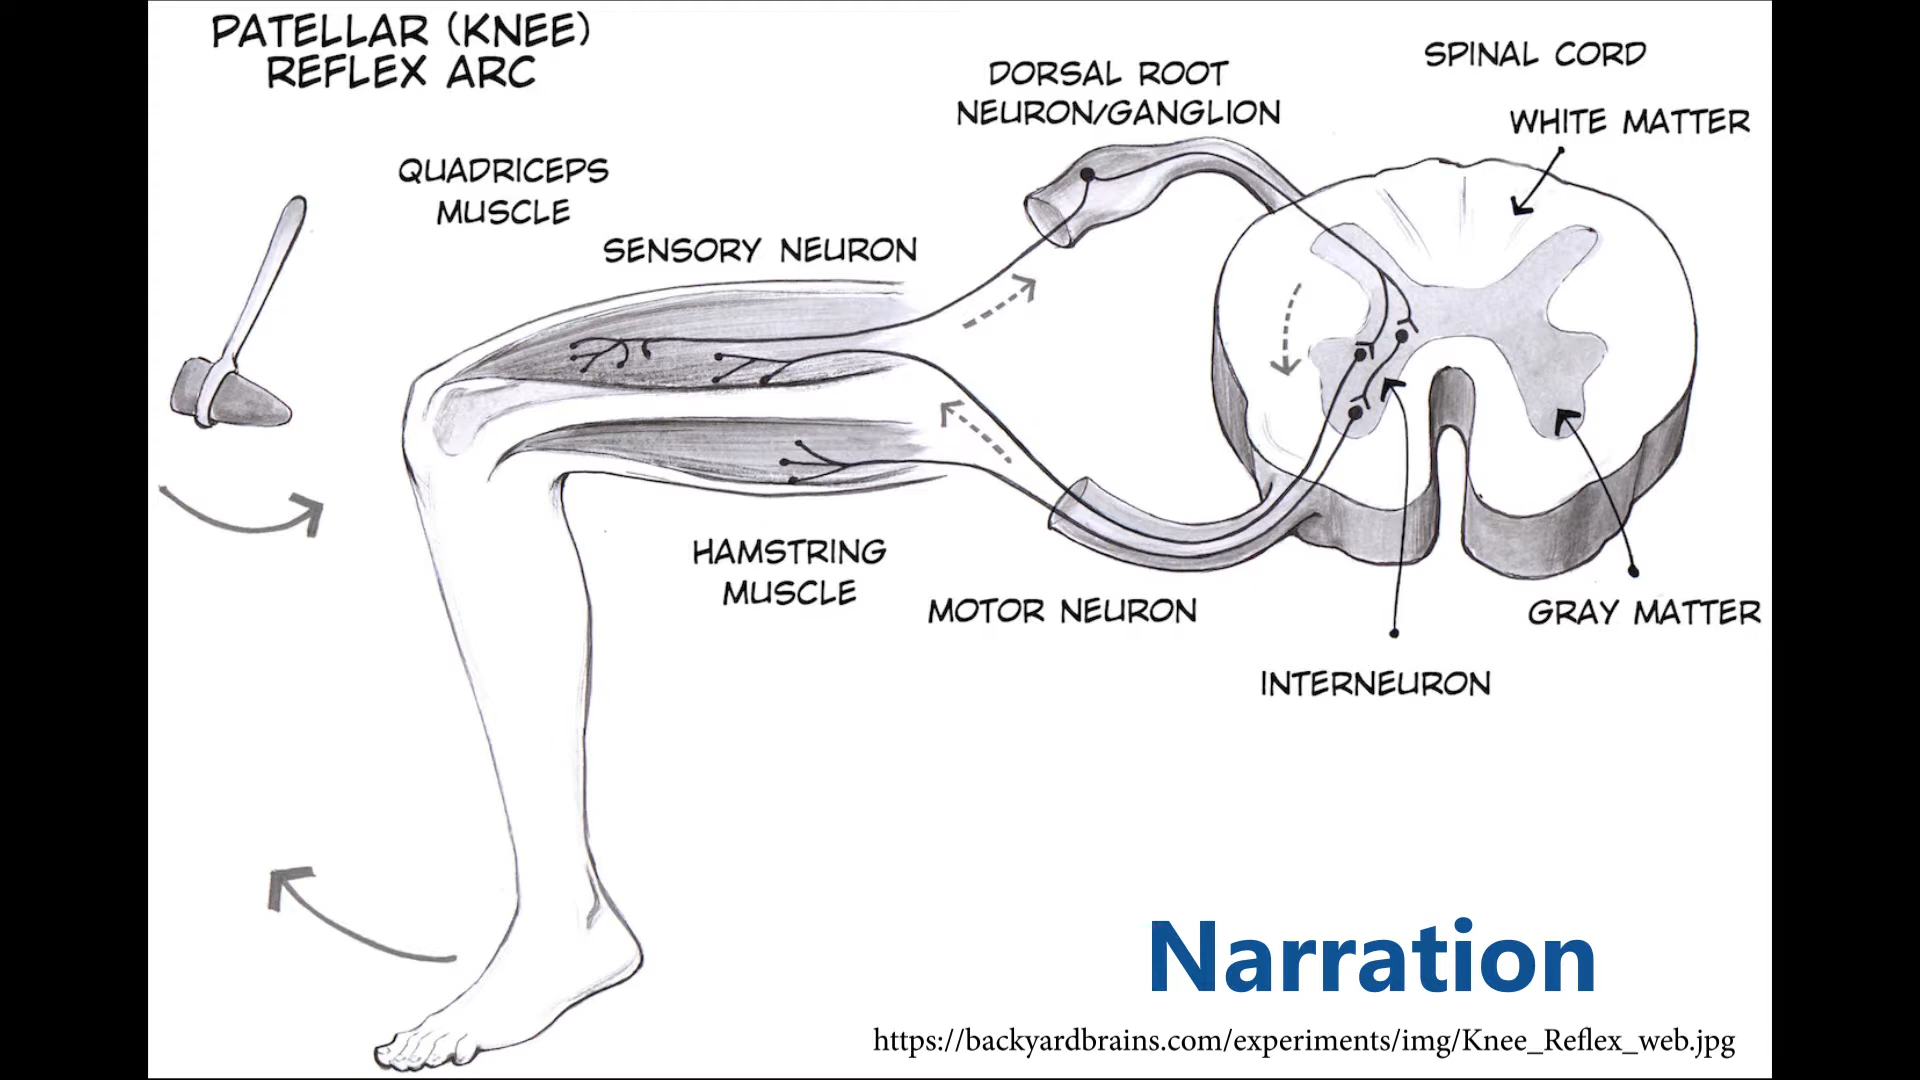 PATELLAR (KNEE)
REFLEX ARC
QUADRICEPS
MUSCLE
SENSORY NEURON
DORSAL ROOT
NEURON/GANGLION
SPINAL CORD
WHITE MATTER
HAMSTRING
MUSCLE
MOTOR NEURON
INTERNEURON
GRAY MATTER
Narration
https://backyardbrains.com/experiments/img/Knee_Reflex_web.jpg